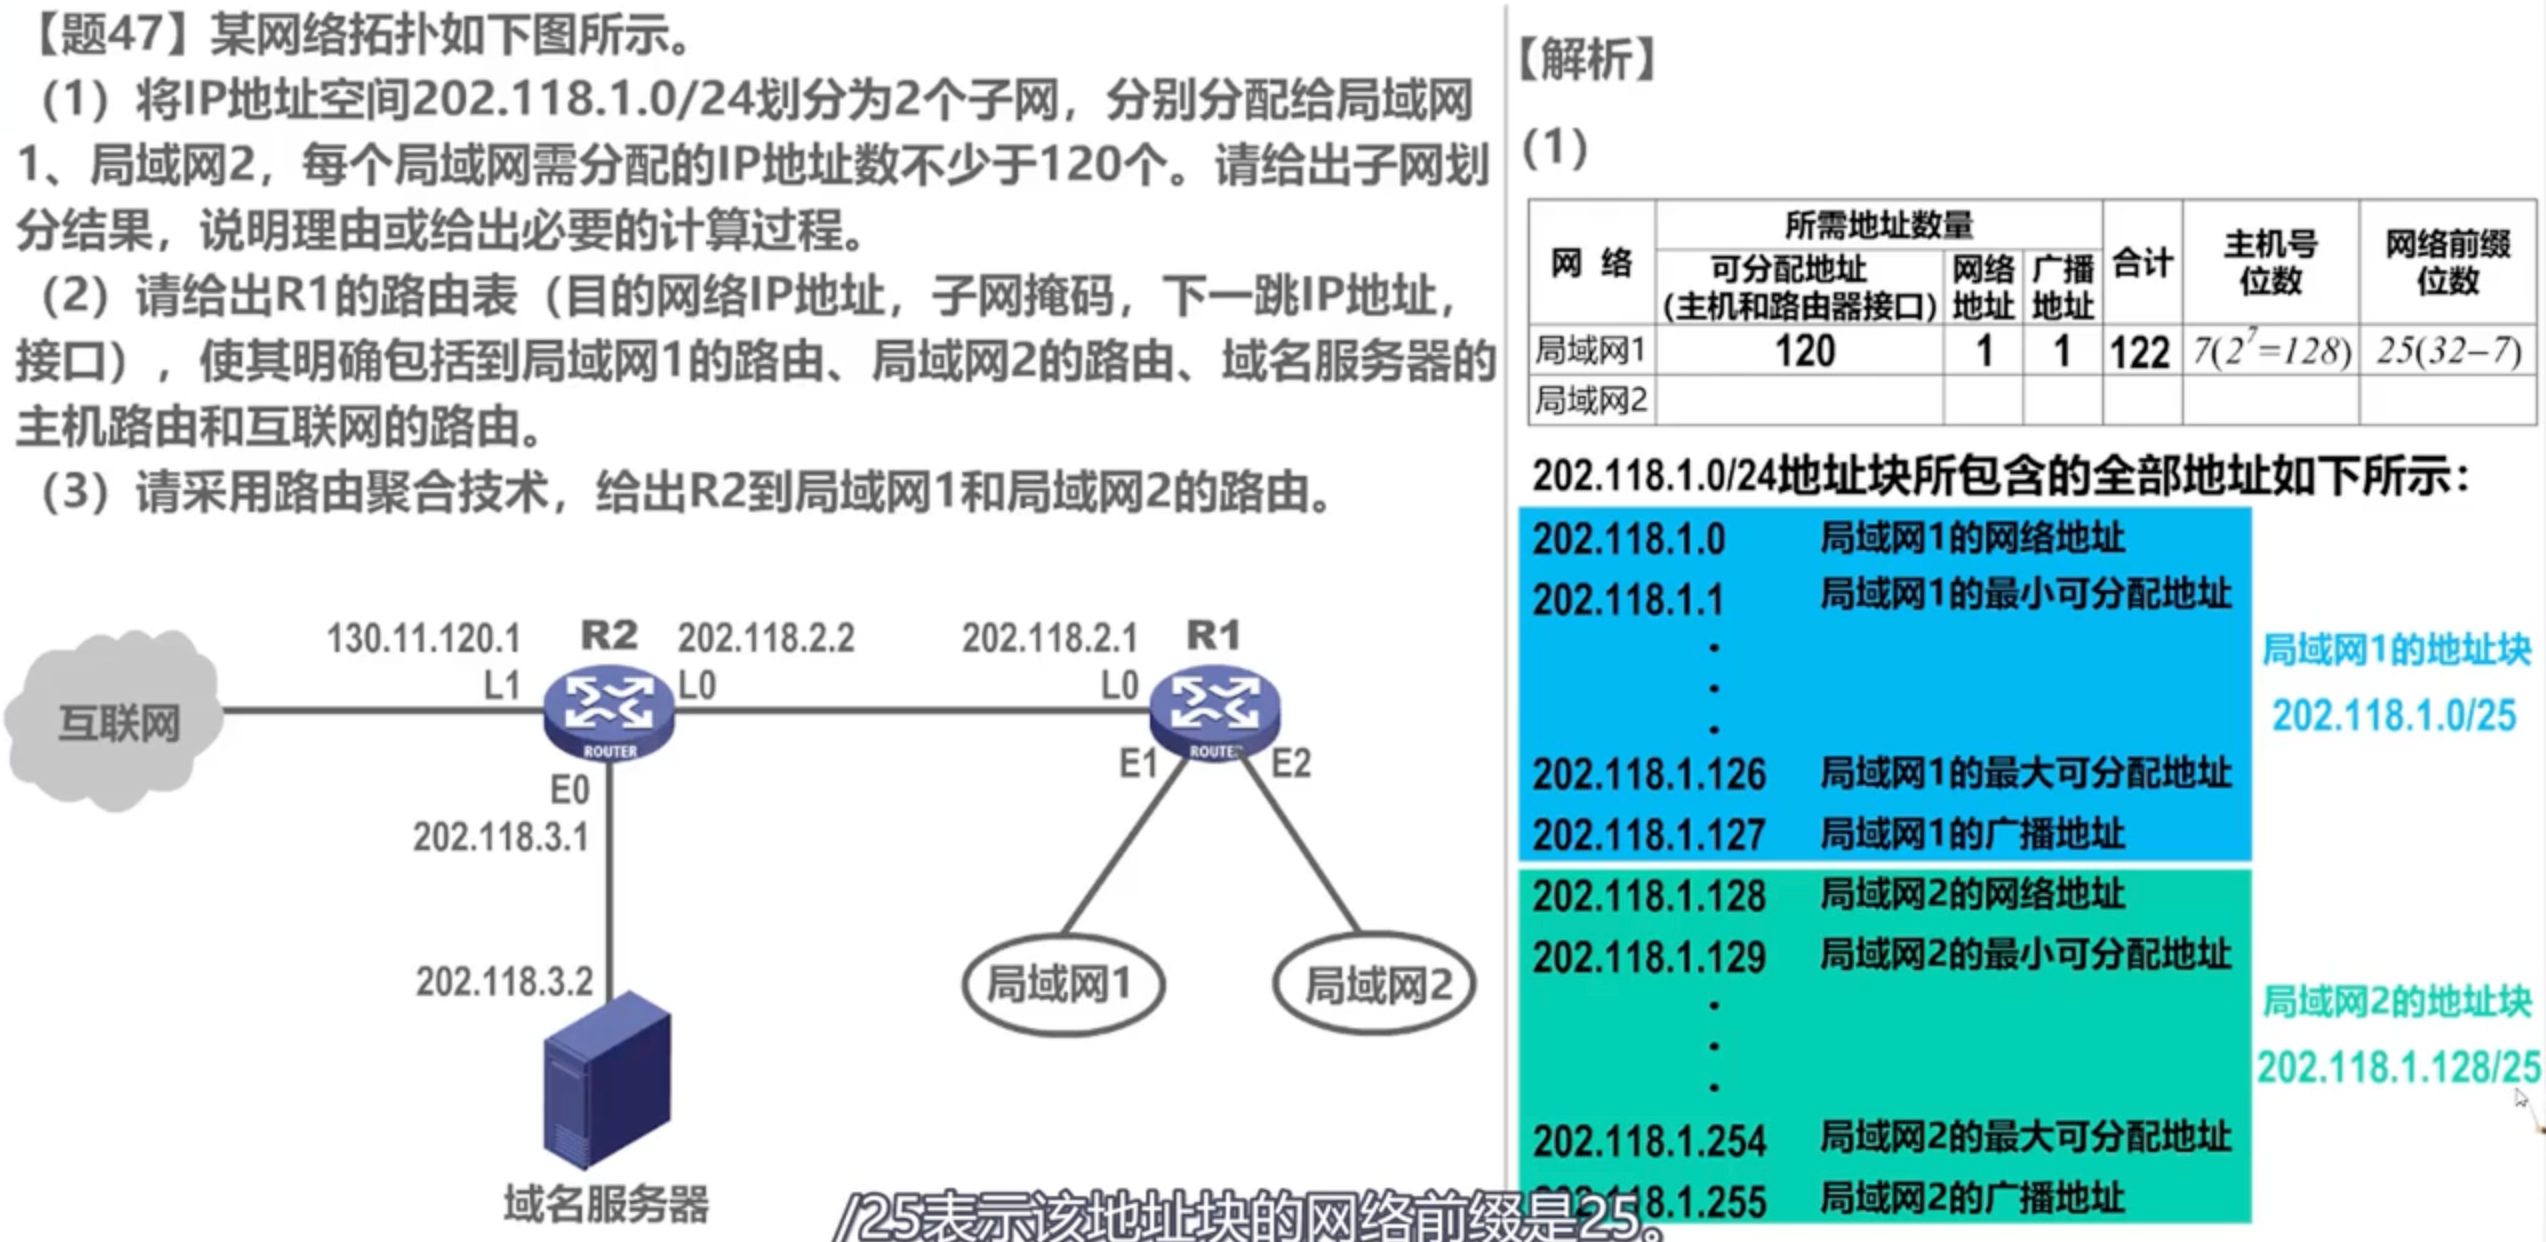 【题47】某网络拓扑如下图所示。
（1）将IP地址空间202.118.1.0/24划分为2个子网，分别分配给局域网
1、局域网2，每个局域网需分配的IP地址数不少于120个。请给出子网划
分结果，说明理由或给出必要的计算过程。
（2）请给出R1的路由表（目的网络IP地址，子网掩码，下一跳IP地址，
接口），使其明确包括到局域网1的路由、局域网2的路由、域名服务器的
主机路由和互联网的路由。
（3）请采用路由聚合技术，给出R2到局域网1和局域网2的路由。
130.11.120.1 R2 202.118.2.2 202.118.2.1 R1
L1 L0 L0
互联网
ROUTER ROUTER
E0 E1 E2
202.118.3.1
202.118.3.2 局域网1 局域网2
域名服务器
【解析】
(1)
网 络 所需地址数量 合计 主机号位数 网络前缀位数
可分配地址 网络 广播
(主机和路由器接口) 地址 地址
局域网1 120 1 1 122 7(2^7=128) 25(32–7)
局域网2
202.118.1.0/24地址块所包含的全部地址如下所示：
202.118.1.0 局域网1的网络地址
202.118.1.1 局域网1的最小可分配地址
局域网1的地址块
202.118.1.0/25
202.118.1.126 局域网1的最大可分配地址
202.118.1.127 局域网1的广播地址
202.118.1.128 局域网2的网络地址
202.118.1.129 局域网2的最小可分配地址
局域网2的地址块
202.118.1.128/25
202.118.1.254 局域网2的最大可分配地址
202.118.1.255 局域网2的广播地址
/25表示该地址块的网络前缀是25。